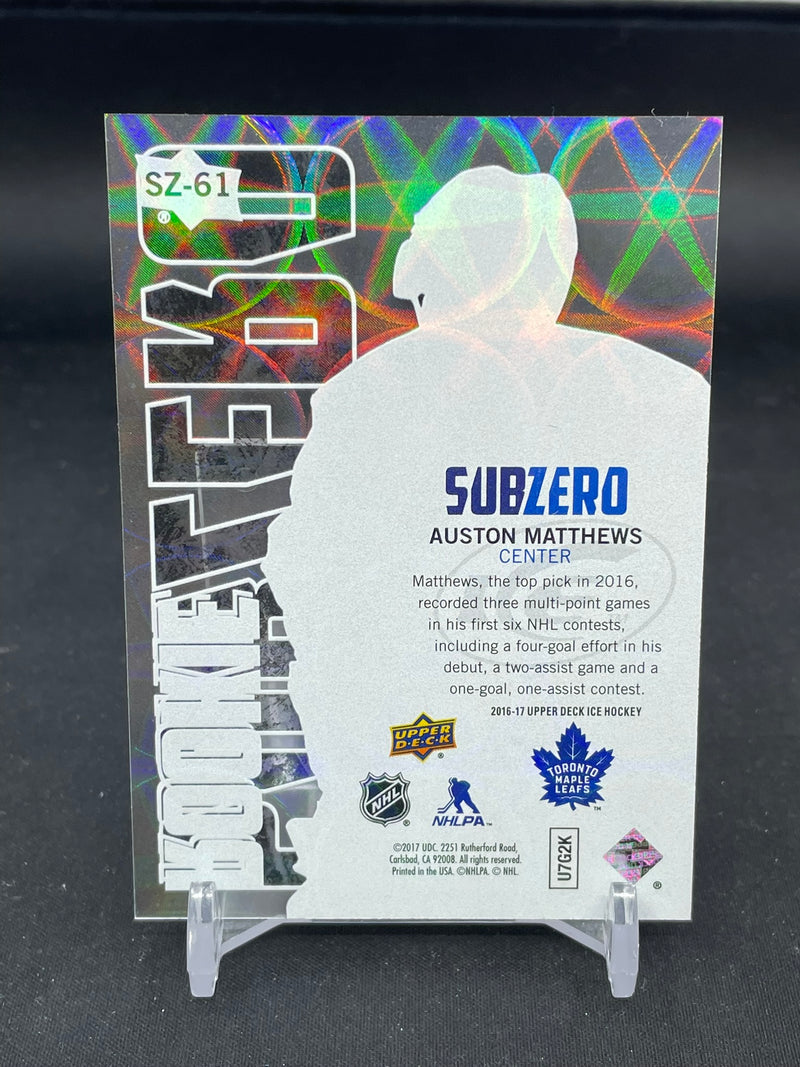 SZ-61
®
ROOKIE
SUBZERO
AUSTON MATTHEWS
CENTER
Matthews, the top pick in 2016,
recorded three multi-point games
in his first six NHL contests,
including a four-goal effort in his
debut, a two-assist game and a
one-goal, one-assist contest.
2016-17 UPPER DECK ICE HOCKEY
UPPER
D·E·C·K
®
NHL
®
NHLPA™
TORONTO
MAPLE
LEAFS
™
©2017 UDC. 2251 Rutherford Road,
Carlsbad, CA 92008. All rights reserved.
Printed in the USA. ©NHLPA. © NHL.
U7G2K
®